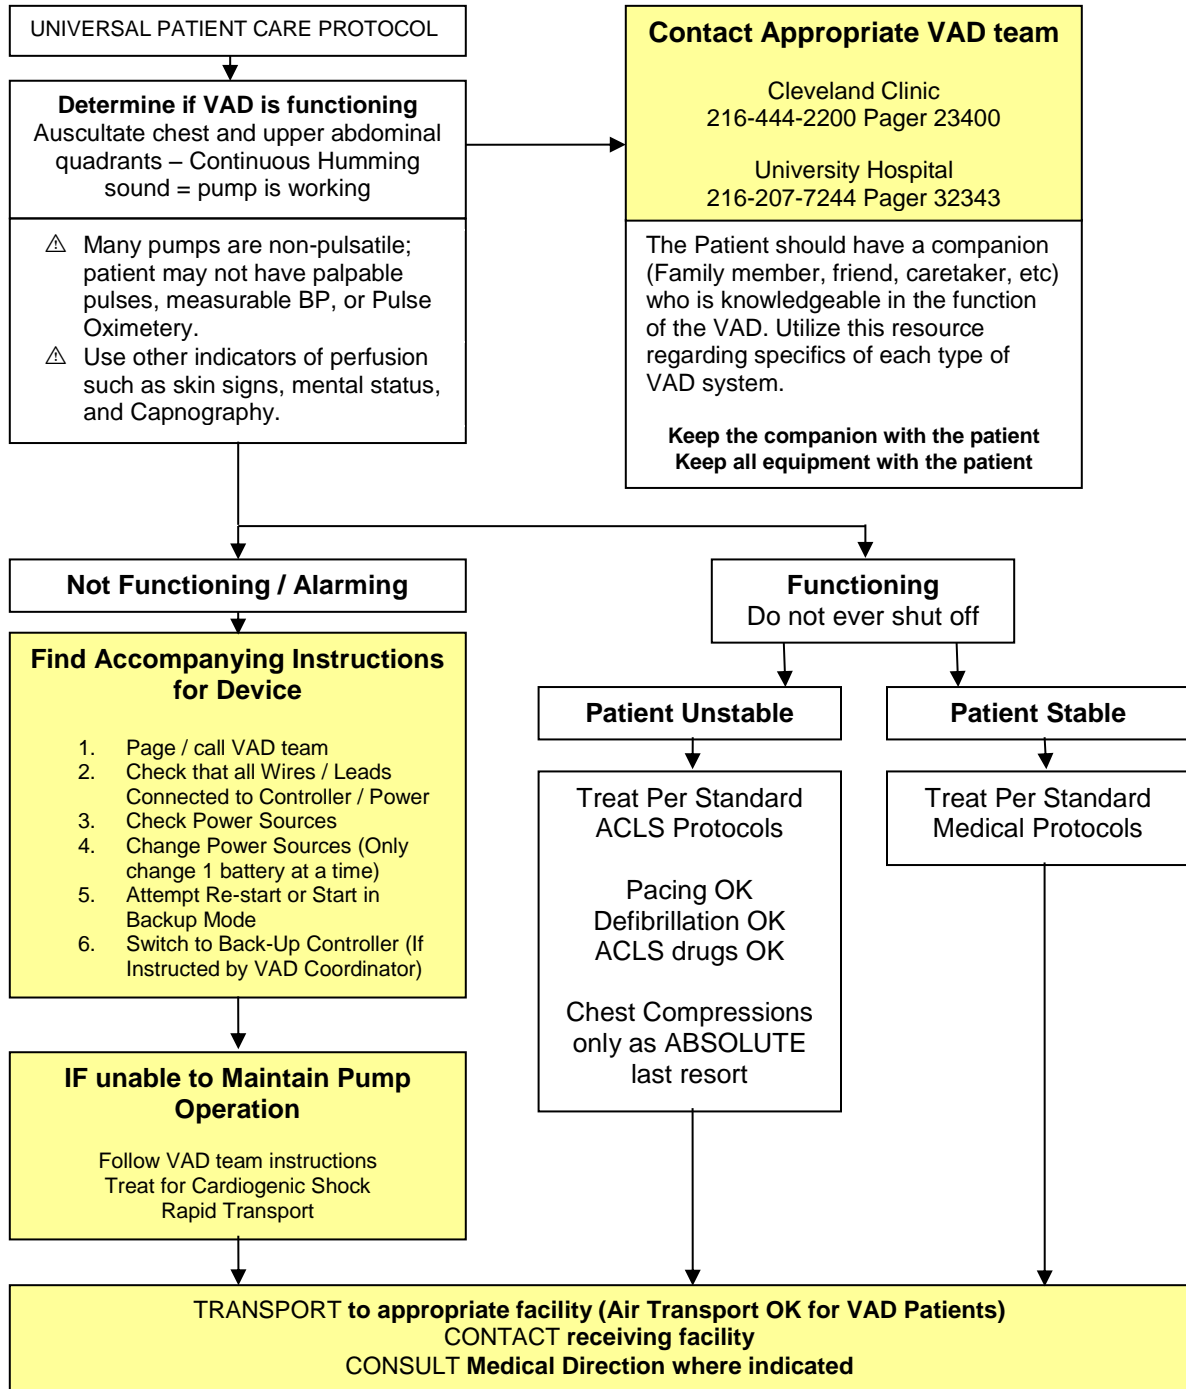 UNIVERSAL PATIENT CARE PROTOCOL
Determine if VAD is functioning
Auscultate chest and upper abdominal
quadrants – Continuous Humming
sound = pump is working
⚠ Many pumps are non-pulsatile;
patient may not have palpable
pulses, measurable BP, or Pulse
Oximetery.
⚠ Use other indicators of perfusion
such as skin signs, mental status,
and Capnography.
Contact Appropriate VAD team
Cleveland Clinic
216-444-2200 Pager 23400
University Hospital
216-207-7244 Pager 32343
The Patient should have a companion
(Family member, friend, caretaker, etc)
who is knowledgeable in the function
of the VAD. Utilize this resource
regarding specifics of each type of
VAD system.
Keep the companion with the patient
Keep all equipment with the patient
Not Functioning / Alarming
Find Accompanying Instructions
for Device
1. Page / call VAD team
2. Check that all Wires / Leads
Connected to Controller / Power
3. Check Power Sources
4. Change Power Sources (Only
change 1 battery at a time)
5. Attempt Re-start or Start in
Backup Mode
6. Switch to Back-Up Controller (If
Instructed by VAD Coordinator)
IF unable to Maintain Pump
Operation
Follow VAD team instructions
Treat for Cardiogenic Shock
Rapid Transport
Functioning
Do not ever shut off
Patient Unstable
Treat Per Standard
ACLS Protocols
Pacing OK
Defibrillation OK
ACLS drugs OK
Chest Compressions
only as ABSOLUTE
last resort
Patient Stable
Treat Per Standard
Medical Protocols
TRANSPORT to appropriate facility (Air Transport OK for VAD Patients)
CONTACT receiving facility
CONSULT Medical Direction where indicated